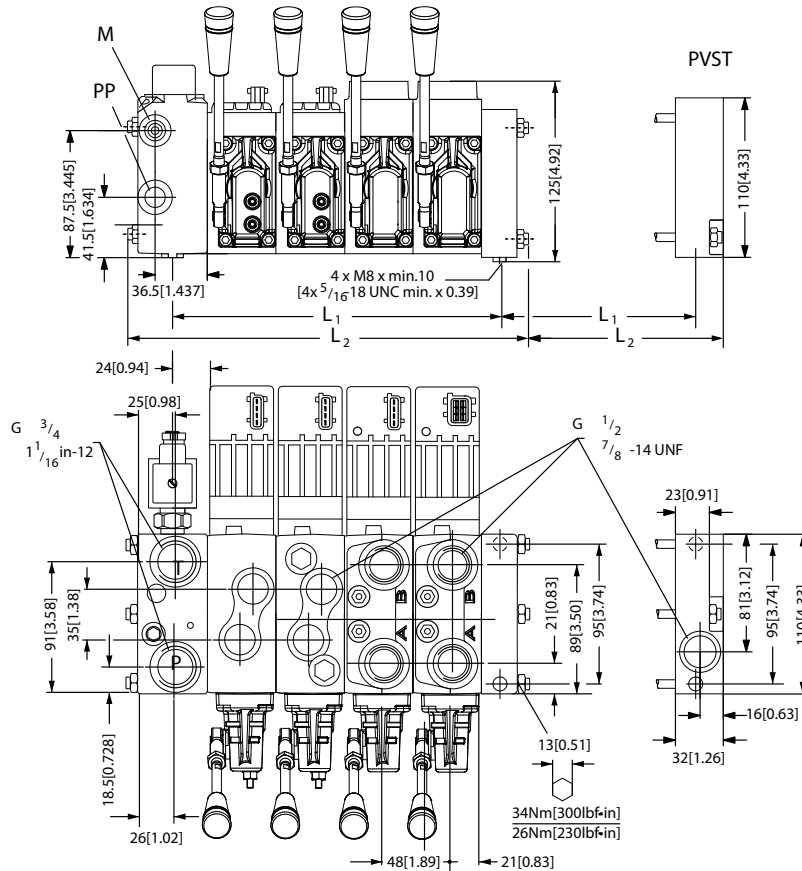 M
PVST
PP
87.5[3.445]
41.5[1.634]
125[4.92]
110[4.33]
36.5[1.437]
4 x M8 x min.10
[4x 5/16-18 UNC min. x 0.39]
L1
L1
L2
L2
24[0.94]
25[0.98]
G 3/4
1 1/16 in-12
G 1/2
7/8 -14 UNF
23[0.91]
T
B
B
91[3.58]
35[1.38]
21[0.83]
89[3.50]
95[3.74]
81[3.12]
95[3.74]
110[4.33]
A
A
P
18.5[0.728]
16[0.63]
13[0.51]
32[1.26]
34Nm[300lbf•in]
26Nm[230lbf•in]
26[1.02]
48[1.89]
21[0.83]